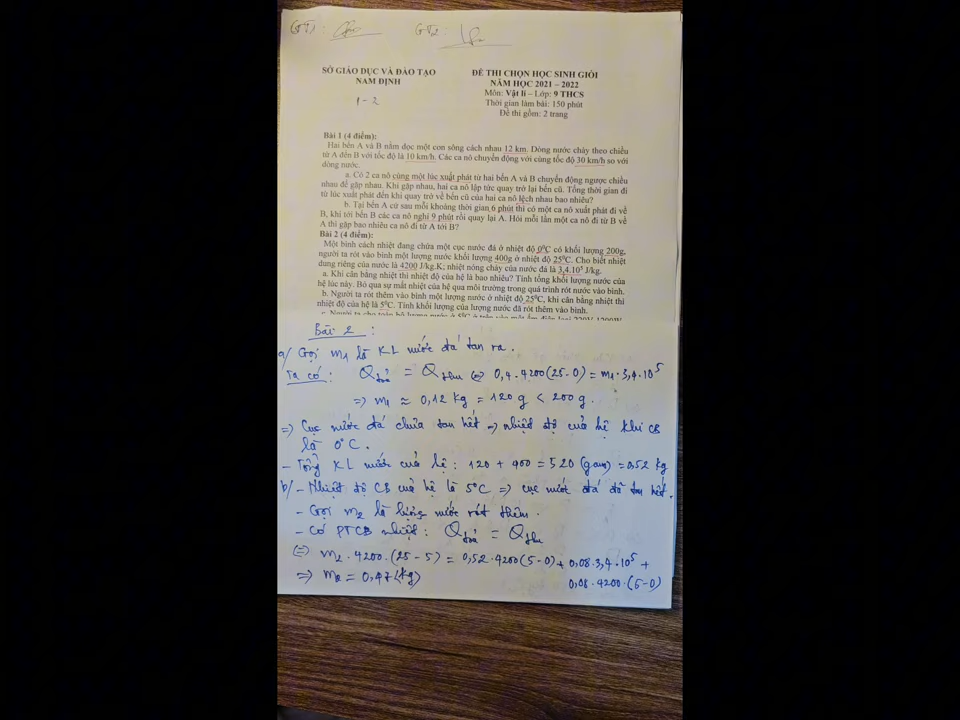 GT1: GT2:
SỞ GIÁO DỤC VÀ ĐÀO TẠO
NAM ĐỊNH
1-2
ĐỀ THI CHỌN HỌC SINH GIỎI
NĂM HỌC 2021 – 2022
Môn: Vật lí – Lớp: 9 THCS
Thời gian làm bài: 150 phút
Đề thi gồm: 2 trang
Bài 1 (4 điểm):
Hai bến A và B nằm dọc một con sông cách nhau 12 km. Dòng nước chảy theo chiều
từ A đến B với tốc độ là 10 km/h. Các ca nô chuyển động với cùng tốc độ 30 km/h so với
dòng nước.
a. Có 2 ca nô cùng một lúc xuất phát từ hai bến A và B chuyển động ngược chiều
nhau để gặp nhau. Khi gặp nhau, hai ca nô lập tức quay trở lại bến cũ. Tổng thời gian đi
từ lúc xuất phát đến khi quay trở về bến cũ của hai ca nô lệch nhau bao nhiêu?
b. Tại bến A cứ sau mỗi khoảng thời gian 6 phút thì có một ca nô xuất phát đi về
B, khi tới bến B các ca nô nghỉ 9 phút rồi quay lại A. Hỏi mỗi lần một ca nô đi từ B về
A thì gặp bao nhiêu ca nô đi từ A tới B?
Bài 2 (4 điểm):
Một bình cách nhiệt đang chứa một cục nước đá ở nhiệt độ 0⁰C có khối lượng 200g,
người ta rót vào bình một lượng nước khối lượng 400g ở nhiệt độ 25⁰C. Cho biết nhiệt
dung riêng của nước là 4200 J/kg.K; nhiệt nóng chảy của nước đá là 3,4.10⁵ J/kg.
a. Khi cân bằng nhiệt thì nhiệt độ của hệ là bao nhiêu? Tính tổng khối lượng nước của
hệ lúc này. Bỏ qua sự mất nhiệt của hệ qua môi trường trong quá trình rót nước vào bình.
b. Người ta rót thêm vào bình một lượng nước ở nhiệt độ 25⁰C, khi cân bằng nhiệt thì
nhiệt độ của hệ là 5⁰C. Tính khối lượng của lượng nước đã rót thêm vào bình.
Bài 2:
a/ Gọi m₁ là KL nước đá tan ra.
Ta có: Q tỏa = Q thu ⇔ 0,4.4200(25-0) = m₁.3,4.10⁵
⇒ m₁ ≈ 0,12 kg = 120 g < 200 g.
⇒ Cục nước đá chưa tan hết ⇒ nhiệt độ của hệ khi CB
là 0°C.
- Tổng KL nước của hệ: 120 + 400 = 520 (gam) = 0,52 kg
b/ - Nhiệt độ CB của hệ là 5°C ⇒ cục nước đá đã tan hết.
- Gọi m₂ là lượng nước rót thêm.
- Có PTCB nhiệt: Q tỏa = Q thu
⇔ m₂.4200.(25-5) = 0,52.4200(5-0) + 0,08.3,4.10⁵ +
0,08.4200.(5-0)
⇒ m₂ = 0,47 (kg)